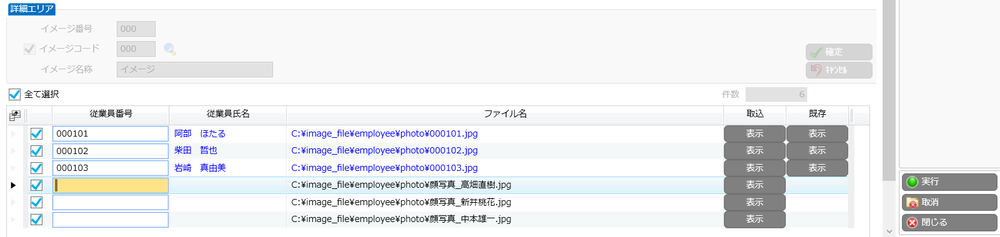 詳細エリア
イメージ番号 000
イメージコード 000
イメージ名称 イメージ
確定
ｷｬﾝｾﾙ
全て選択 件数 6
従業員番号 従業員氏名 ファイル名 取込 既存
000101 阿部　ほたる C:¥image_file¥employee¥photo¥000101.jpg 表示 表示
000102 柴田　哲也 C:¥image_file¥employee¥photo¥000102.jpg 表示 表示
000103 岩崎　真由美 C:¥image_file¥employee¥photo¥000103.jpg 表示 表示
C:¥image_file¥employee¥photo¥顔写真_高畑直樹.jpg 表示
C:¥image_file¥employee¥photo¥顔写真_新井桃花.jpg 表示
C:¥image_file¥employee¥photo¥顔写真_中本雄一.jpg 表示
実行
取消
閉じる